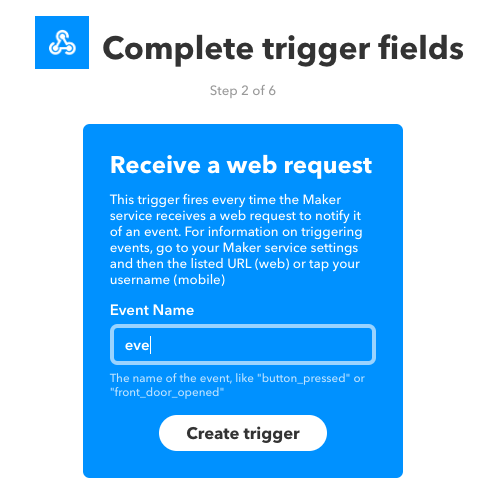 Complete trigger fields
Step 2 of 6
Receive a web request
This trigger fires every time the Maker
service receives a web request to notify it
of an event. For information on triggering
events, go to your Maker service settings
and then the listed URL (web) or tap your
username (mobile)
Event Name
eve
The name of the event, like "button_pressed" or
"front_door_opened"
Create trigger